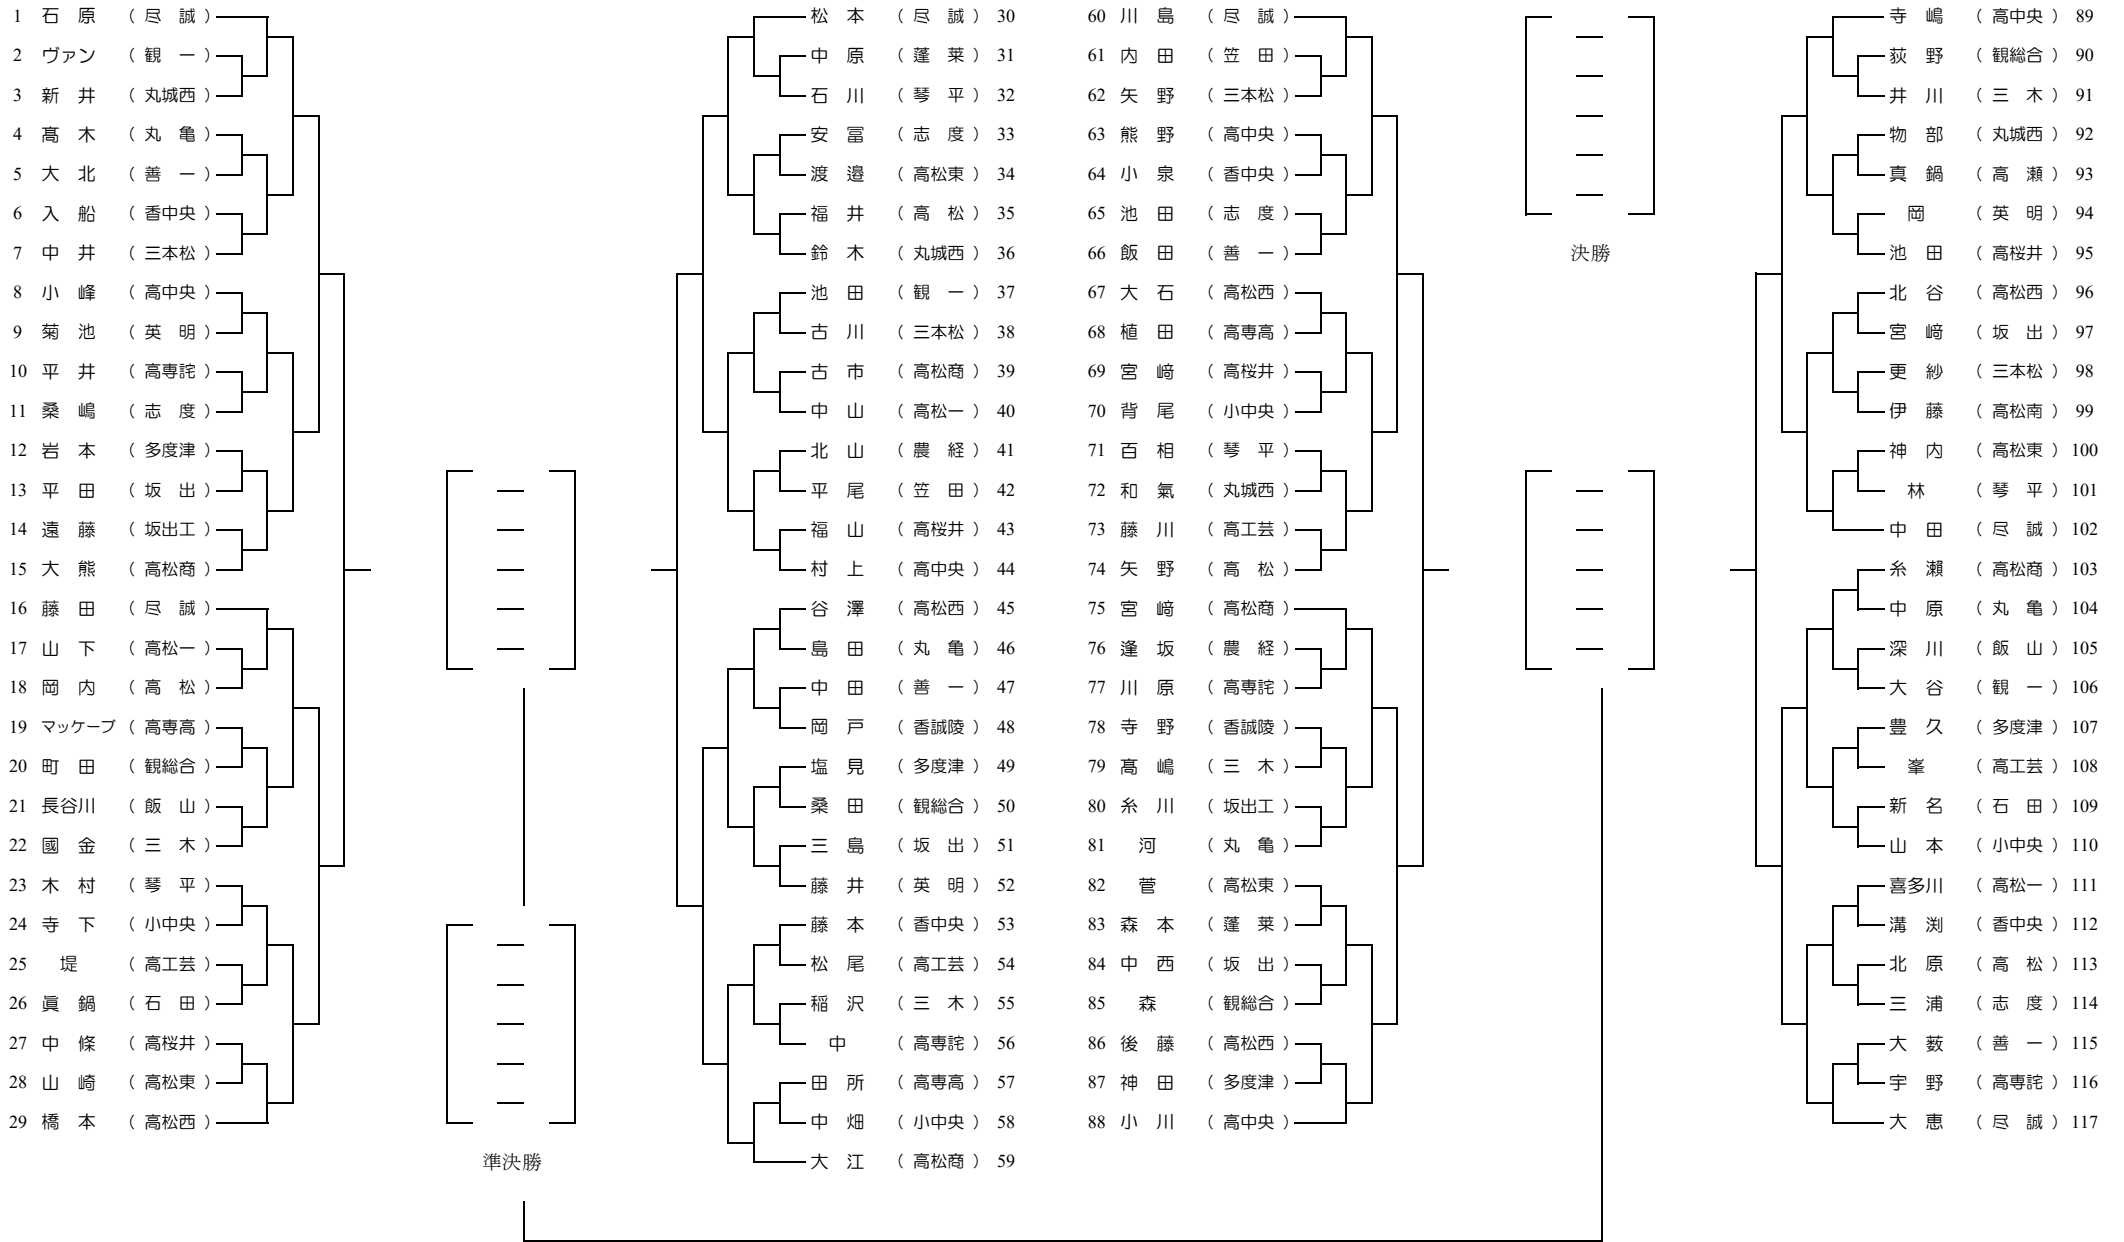 1 石原 （尽誠）
2 ヴァン （観一）
3 新井 （丸城西）
4 髙木 （丸亀）
5 大北 （善一）
6 入船 （香中央）
7 中井 （三本松）
8 小峰 （高中央）
9 菊池 （英明）
10 平井 （高専詫）
11 桑嶋 （志度）
12 岩本 （多度津）
13 平田 （坂出）
14 遠藤 （坂出工）
15 大熊 （高松商）
16 藤田 （尽誠）
17 山下 （高松一）
18 岡内 （高松）
19 マッケーブ （高専高）
20 町田 （観総合）
21 長谷川 （飯山）
22 國金 （三木）
23 木村 （琴平）
24 寺下 （小中央）
25 堤 （高工芸）
26 眞鍋 （石田）
27 中條 （高桜井）
28 山崎 （高松東）
29 橋本 （高松西）
準決勝
松本 （尽誠） 30
中原 （蓬莱） 31
石川 （琴平） 32
安冨 （志度） 33
渡邉 （高松東） 34
福井 （高松） 35
鈴木 （丸城西） 36
池田 （観一） 37
古川 （三本松） 38
古市 （高松商） 39
中山 （高松一） 40
北山 （農経） 41
平尾 （笠田） 42
福山 （高桜井） 43
村上 （高中央） 44
谷澤 （高松西） 45
島田 （丸亀） 46
中田 （善一） 47
岡戸 （香誠陵） 48
塩見 （多度津） 49
桑田 （観総合） 50
三島 （坂出） 51
藤井 （英明） 52
藤本 （香中央） 53
松尾 （高工芸） 54
稲沢 （三木） 55
中 （高専詫） 56
田所 （高専高） 57
中畑 （小中央） 58
大江 （高松商） 59
60 川島 （尽誠）
61 内田 （笠田）
62 矢野 （三本松）
63 熊野 （高中央）
64 小泉 （香中央）
65 池田 （志度）
66 飯田 （善一）
67 大石 （高松西）
68 植田 （高専高）
69 宮﨑 （高桜井）
70 背尾 （小中央）
71 百相 （琴平）
72 和氣 （丸城西）
73 藤川 （高工芸）
74 矢野 （高松）
75 宮﨑 （高松商）
76 逢坂 （農経）
77 川原 （高専詫）
78 寺野 （香誠陵）
79 髙嶋 （三木）
80 糸川 （坂出工）
81 河 （丸亀）
82 菅 （高松東）
83 森本 （蓬莱）
84 中西 （坂出）
85 森 （観総合）
86 後藤 （高松西）
87 神田 （多度津）
88 小川 （高中央）
決勝
寺嶋 （高中央） 89
荻野 （観総合） 90
井川 （三木） 91
物部 （丸城西） 92
真鍋 （高瀬） 93
岡 （英明） 94
池田 （高桜井） 95
北谷 （高松西） 96
宮﨑 （坂出） 97
更紗 （三本松） 98
伊藤 （高松南） 99
神内 （高松東） 100
林 （琴平） 101
中田 （尽誠） 102
糸瀬 （高松商） 103
中原 （丸亀） 104
深川 （飯山） 105
大谷 （観一） 106
豊久 （多度津） 107
峯 （高工芸） 108
新名 （石田） 109
山本 （小中央） 110
喜多川 （高松一） 111
溝渕 （香中央） 112
北原 （高松） 113
三浦 （志度） 114
大薮 （善一） 115
宇野 （高専詫） 116
大恵 （尽誠） 117